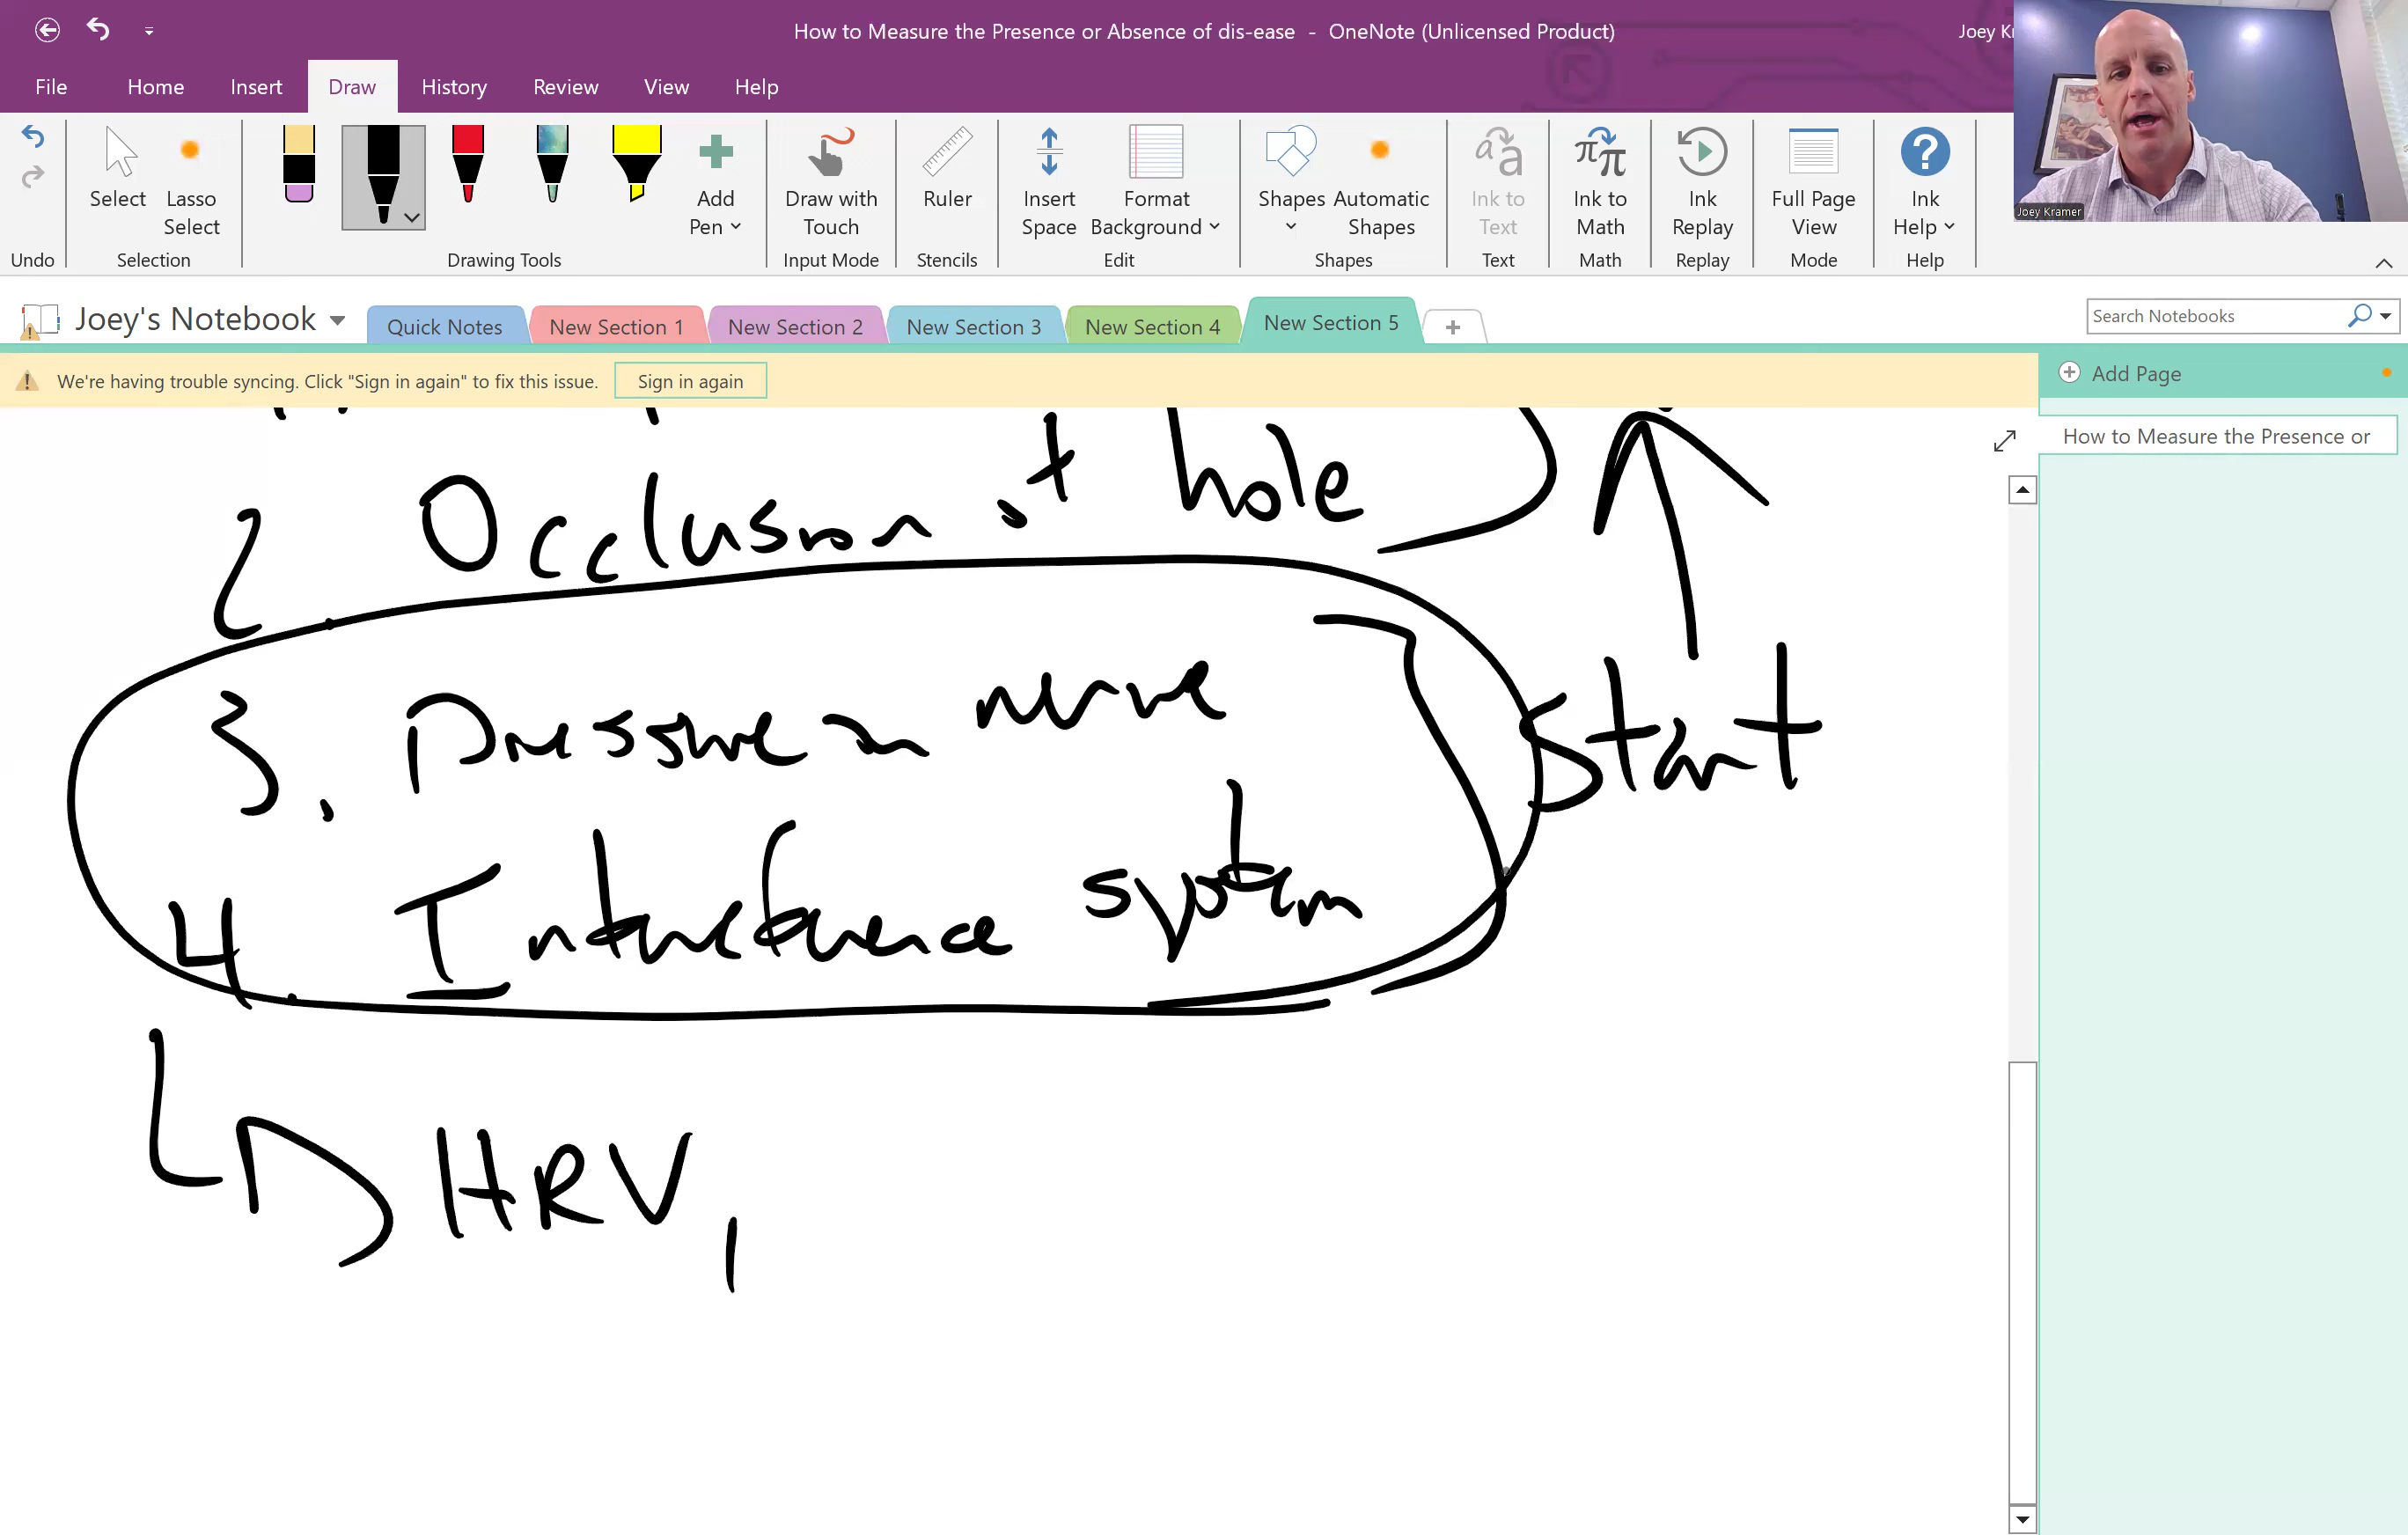 How to Measure the Presence or Absence of dis-ease - OneNote (Unlicensed Product)
Joey Kr
File Home Insert Draw History Review View Help
Select
Lasso Select
Add Pen
Draw with Touch
Ruler
Insert Space
Format Background
Shapes
Automatic Shapes
Ink to Text
Ink to Math
Ink Replay
Full Page View
Ink Help
Joey Kramer
Undo Selection Drawing Tools Input Mode Stencils Edit Shapes Text Math Replay Mode Help
Joey's Notebook
Quick Notes New Section 1 New Section 2 New Section 3 New Section 4 New Section 5 +
Search Notebooks
We're having trouble syncing. Click "Sign in again" to fix this issue. Sign in again
Add Page
How to Measure the Presence or
2. Occlusion of hole
3. Pressure on nerve
Start
4. Interference system
HRV,